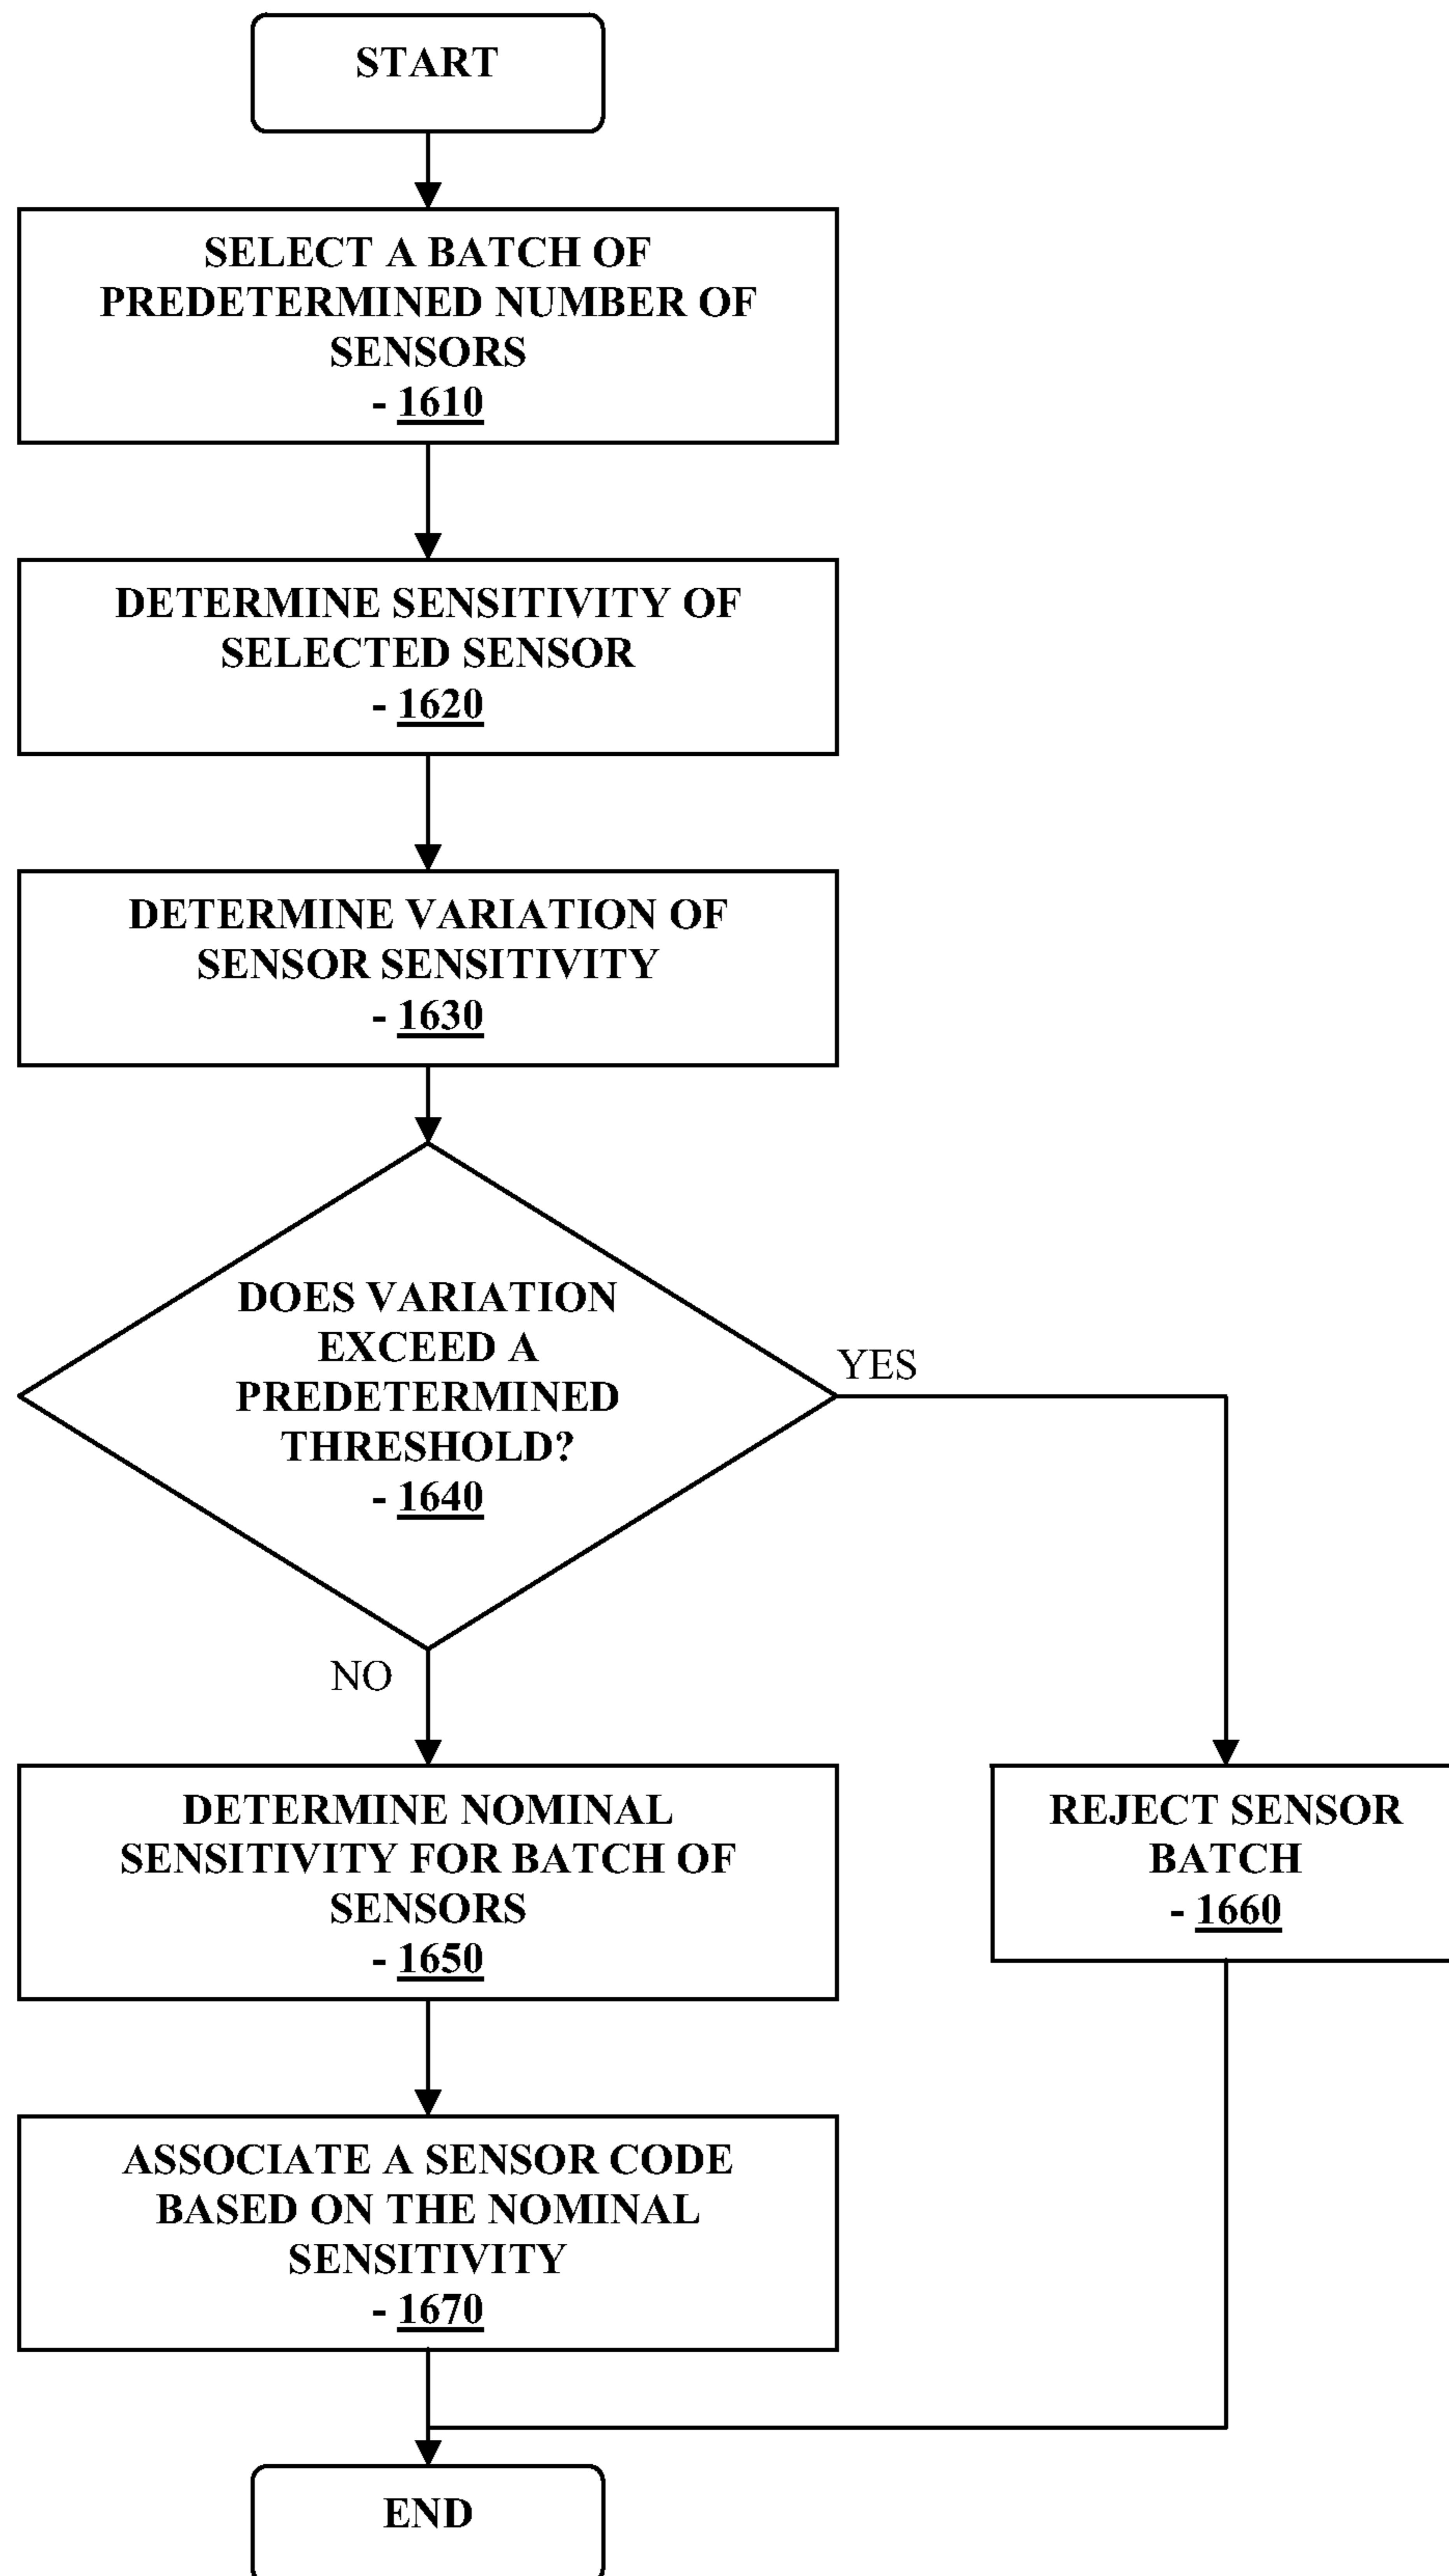 START
SELECT A BATCH OF
PREDETERMINED NUMBER OF
SENSORS
- 1610
DETERMINE SENSITIVITY OF
SELECTED SENSOR
- 1620
DETERMINE VARIATION OF
SENSOR SENSITIVITY
- 1630
DOES VARIATION
EXCEED A
PREDETERMINED
THRESHOLD?
- 1640
YES
NO
DETERMINE NOMINAL
SENSITIVITY FOR BATCH OF
SENSORS
- 1650
REJECT SENSOR
BATCH
- 1660
ASSOCIATE A SENSOR CODE
BASED ON THE NOMINAL
SENSITIVITY
- 1670
END